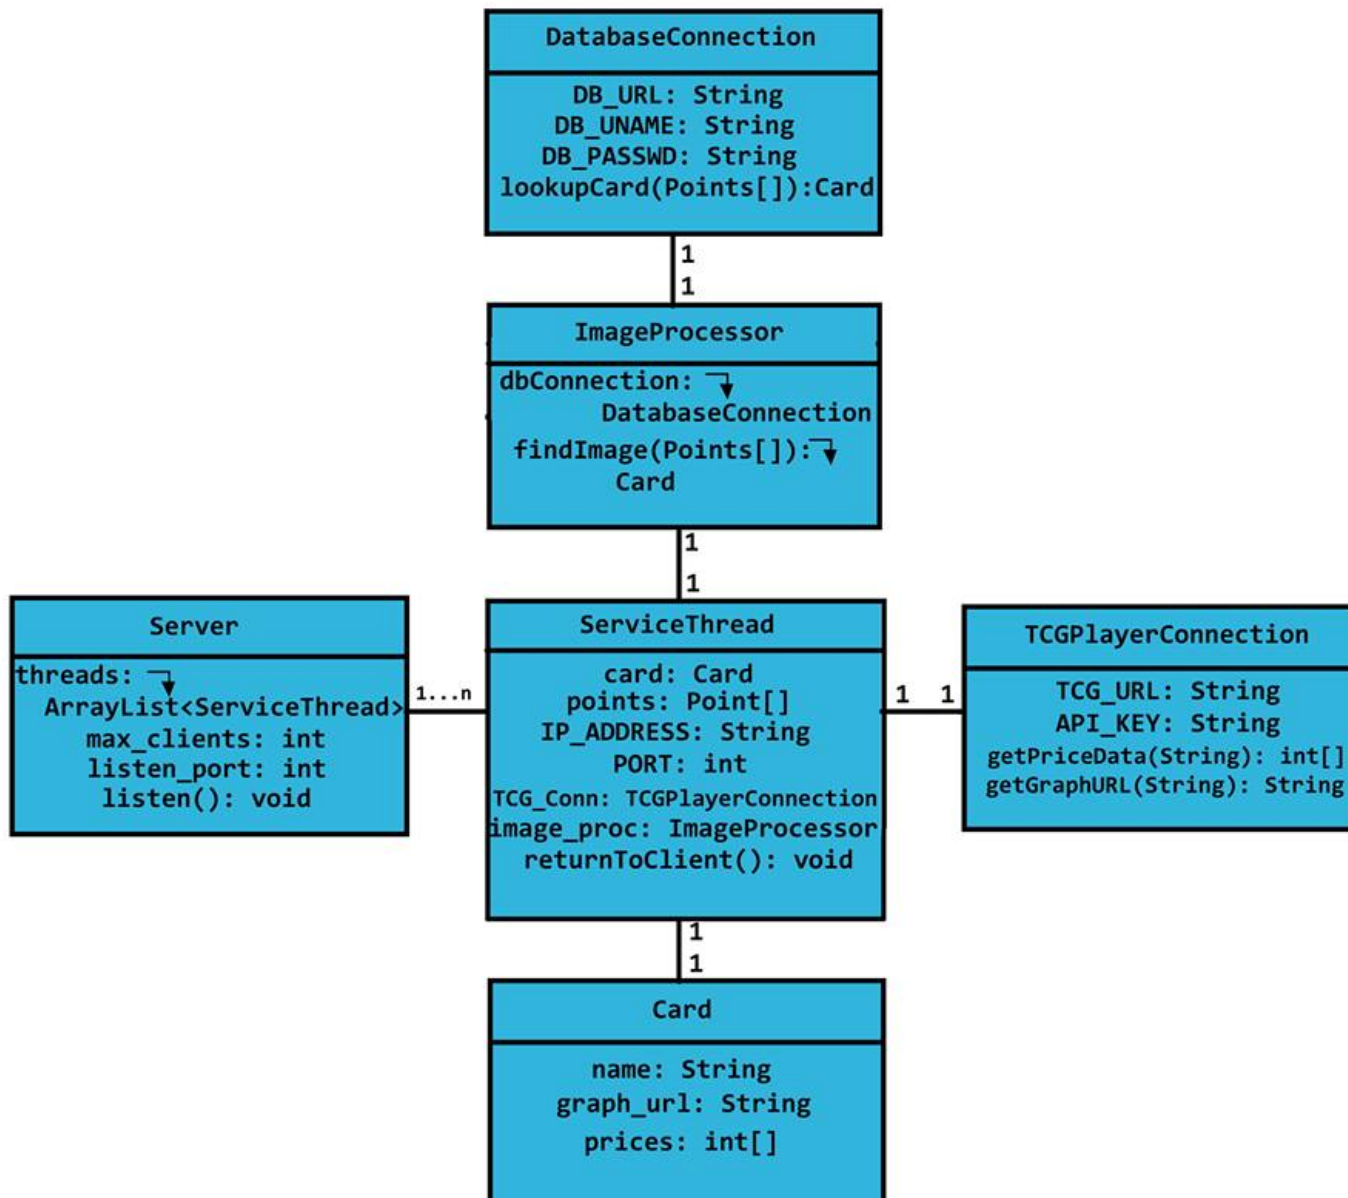 DatabaseConnection
DB_URL: String
DB_UNAME: String
DB_PASSWD: String
lookupCard(Points[]):Card
1
1
ImageProcessor
dbConnection:
DatabaseConnection
findImage(Points[]):
Card
1
1
Server
threads:
ArrayList<ServiceThread>
max_clients: int
listen_port: int
listen(): void
1...n
ServiceThread
card: Card
points: Point[]
IP_ADDRESS: String
PORT: int
TCG_Conn: TCGPlayerConnection
image_proc: ImageProcessor
returnToClient(): void
1 1
TCGPlayerConnection
TCG_URL: String
API_KEY: String
getPriceData(String): int[]
getGraphURL(String): String
1
1
Card
name: String
graph_url: String
prices: int[]